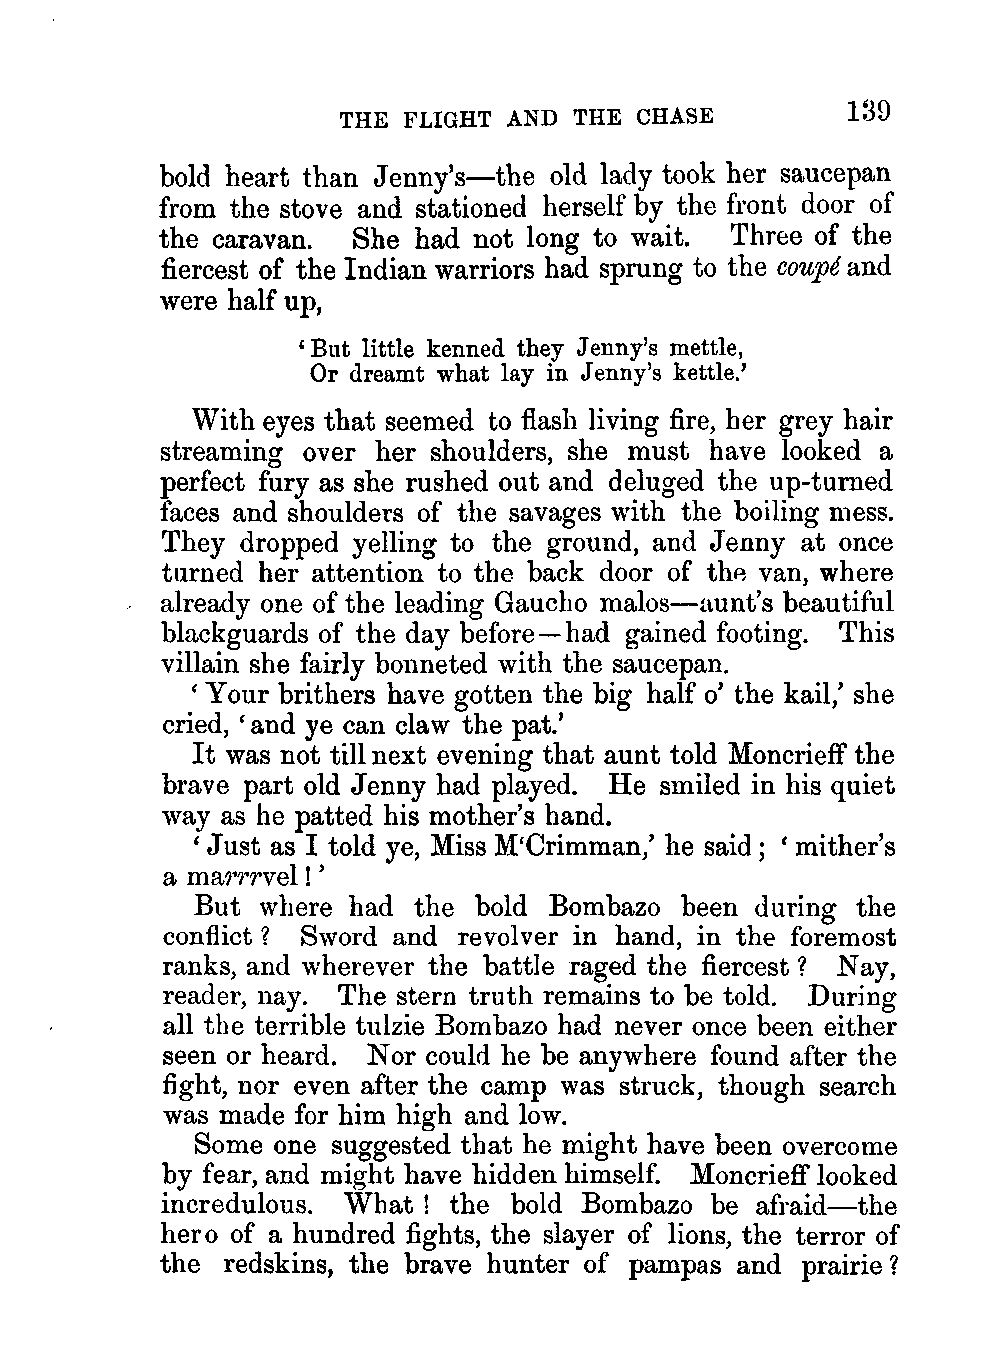 THE FLIGHT AND THE CHASE 139
bold heart than Jenny's—the old lady took her saucepan
from the stove and stationed herself by the front door of
the caravan. She had not long to wait. Three of the
fiercest of the Indian warriors had sprung to the coupé and
were half up,
‘But little kenned they Jenny's mettle,
Or dreamt what lay in Jenny's kettle.’
With eyes that seemed to flash living fire, her grey hair
streaming over her shoulders, she must have looked a
perfect fury as she rushed out and deluged the up-turned
faces and shoulders of the savages with the boiling mess.
They dropped yelling to the ground, and Jenny at once
turned her attention to the back door of the van, where
already one of the leading Gaucho malos—aunt's beautiful
blackguards of the day before—had gained footing. This
villain she fairly bonneted with the saucepan.
‘Your brithers have gotten the big half o’ the kail,’ she
cried, ‘and ye can claw the pat.’
It was not till next evening that aunt told Moncrieff the
brave part old Jenny had played. He smiled in his quiet
way as he patted his mother's hand.
‘Just as I told ye, Miss M‘Crimman,’ he said; ‘mither's
a marrrvel!’
But where had the bold Bombazo been during the
conflict? Sword and revolver in hand, in the foremost
ranks, and wherever the battle raged the fiercest? Nay,
reader, nay. The stern truth remains to be told. During
all the terrible tulzie Bombazo had never once been either
seen or heard. Nor could he be anywhere found after the
fight, nor even after the camp was struck, though search
was made for him high and low.
Some one suggested that he might have been overcome
by fear, and might have hidden himself. Moncrieff looked
incredulous. What! the bold Bombazo be afraid—the
hero of a hundred fights, the slayer of lions, the terror of
the redskins, the brave hunter of pampas and prairie?